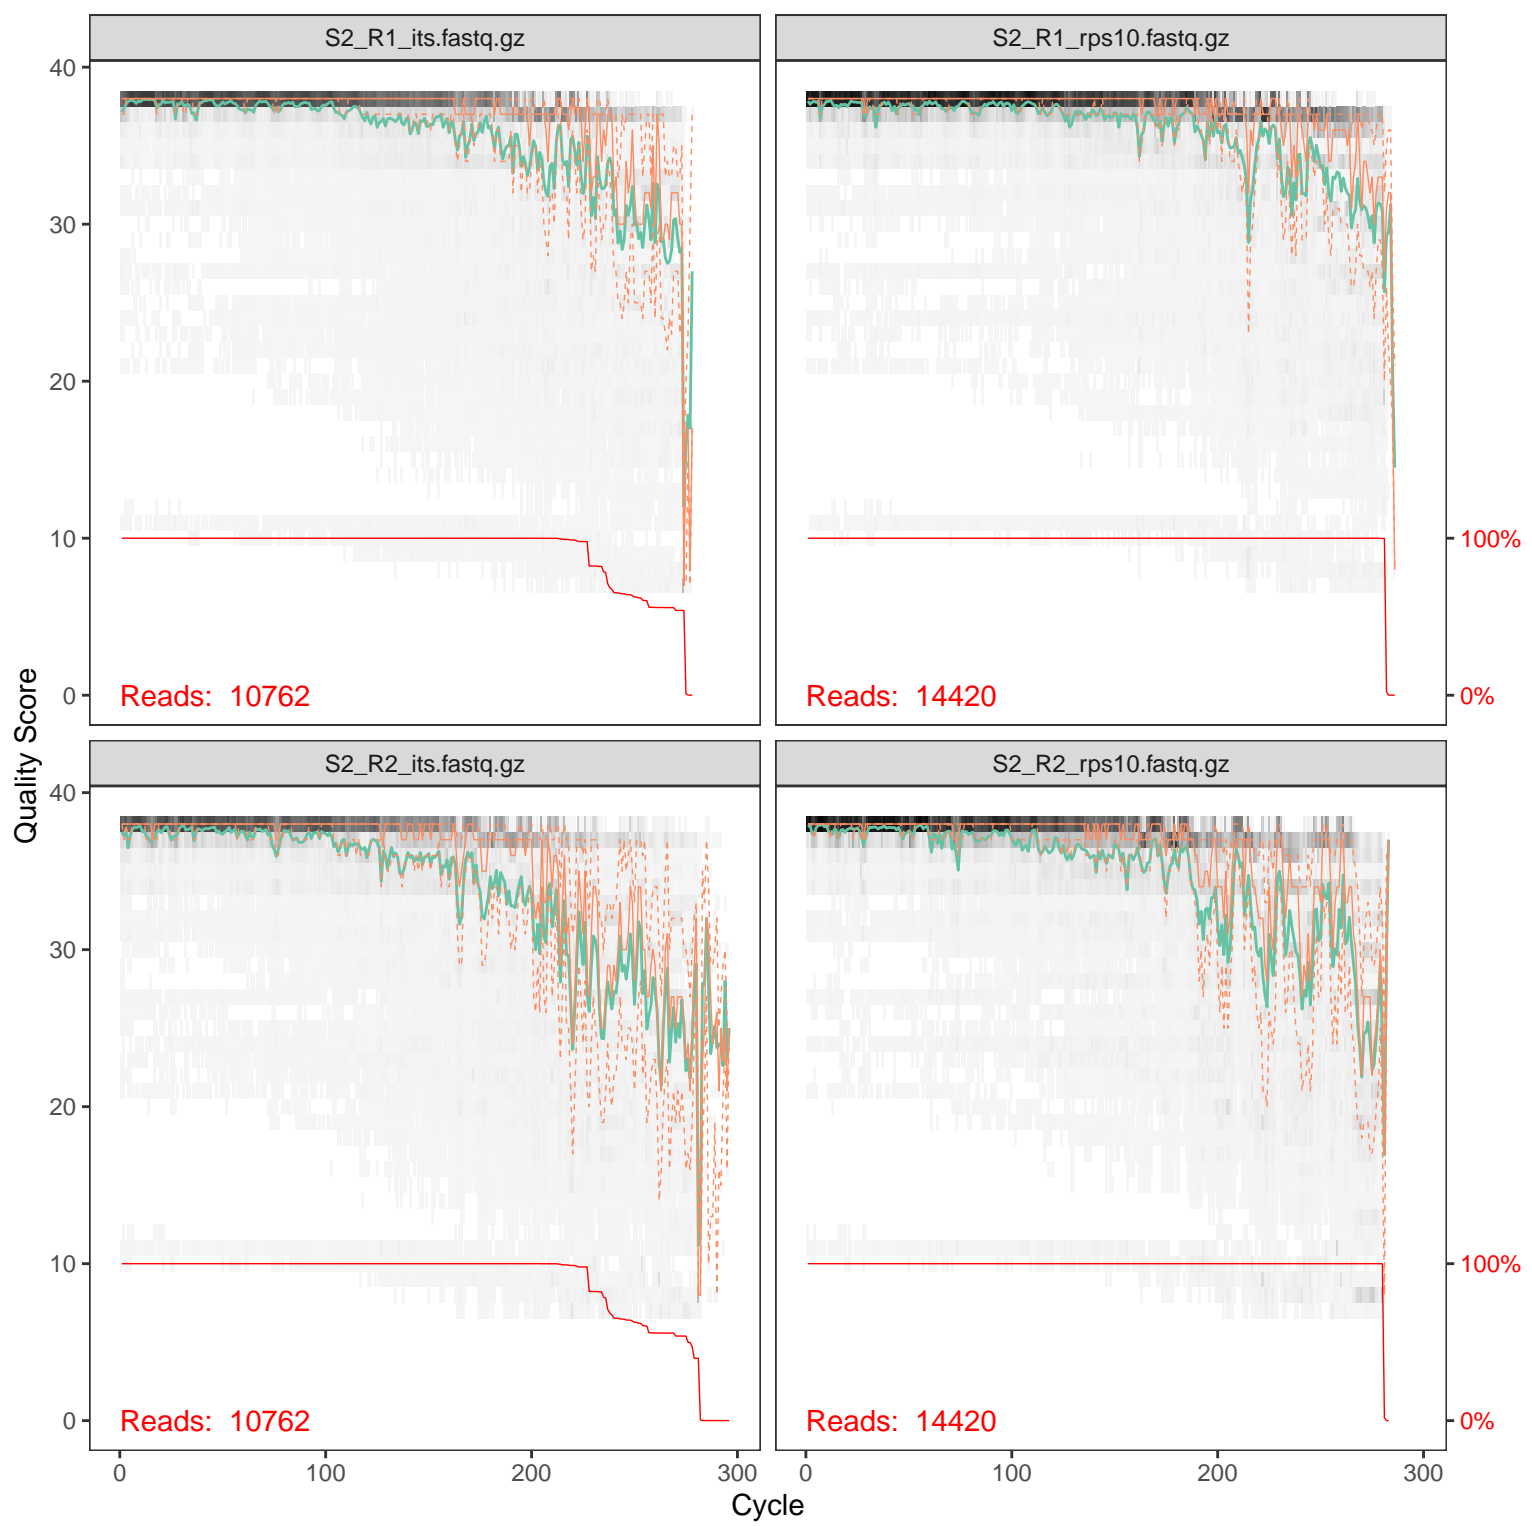 S2_R1_its.fastq.gz
S2_R1_rps10.fastq.gz
40
30
20
10
0
Reads: 10762
Reads: 14420
100%
0%
Quality Score
S2_R2_its.fastq.gz
S2_R2_rps10.fastq.gz
40
30
20
10
0
Reads: 10762
Reads: 14420
100%
0%
0 100 200 300
0 100 200 300
Cycle